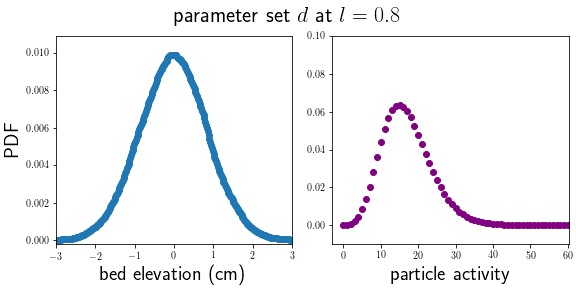 parameter set d at l = 0.8
PDF
0.010
0.008
0.006
0.004
0.002
0.000
−3 −2 −1 0 1 2 3
bed elevation (cm)
0.10
0.08
0.06
0.04
0.02
0.00
0 10 20 30 40 50 60
particle activity